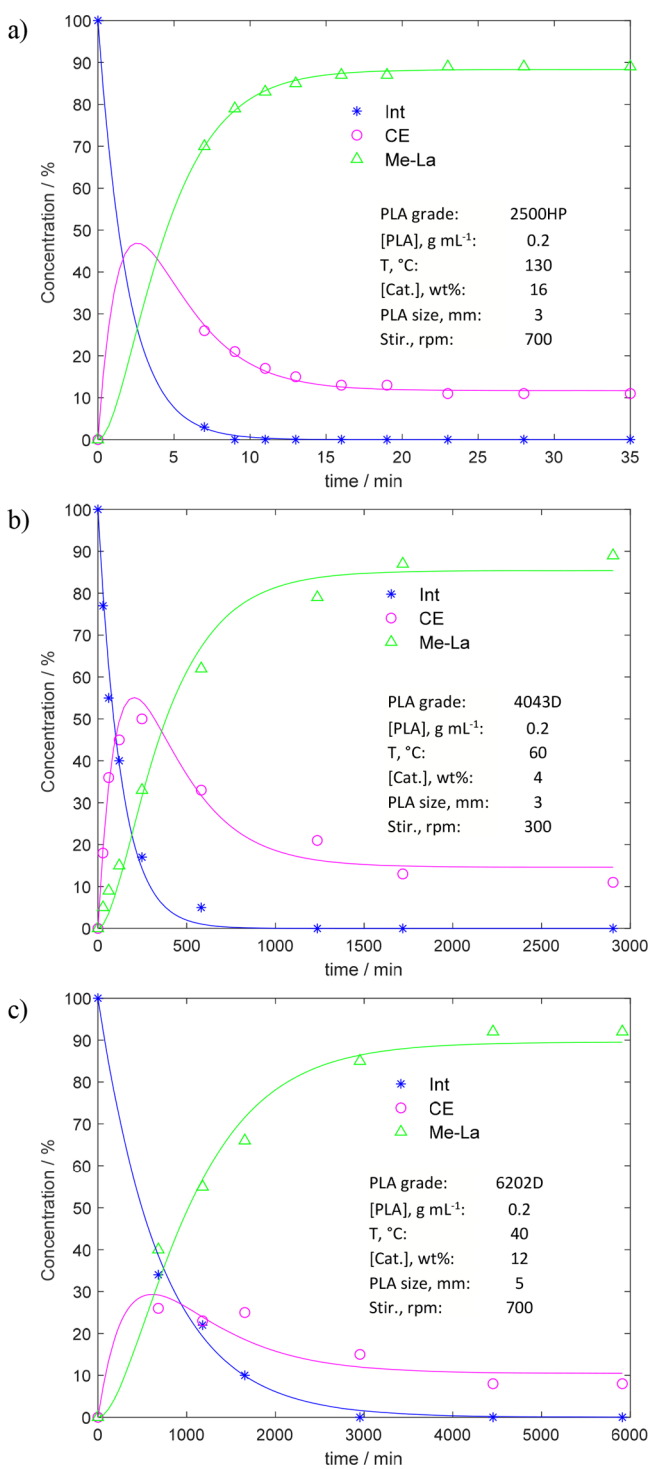 a)
100
90
80
70
60
50
40
30
20
10
0
Concentration / %
Int
CE
Me-La
PLA grade: 2500HP
[PLA], g mL⁻¹: 0.2
T, °C: 130
[Cat.], wt%: 16
PLA size, mm: 3
Stir., rpm: 700
0 5 10 15 20 25 30 35
time / min
b)
100
90
80
70
60
50
40
30
20
10
0
Concentration / %
Int
CE
Me-La
PLA grade: 4043D
[PLA], g mL⁻¹: 0.2
T, °C: 60
[Cat.], wt%: 4
PLA size, mm: 3
Stir., rpm: 300
0 500 1000 1500 2000 2500 3000
time / min
c)
100
90
80
70
60
50
40
30
20
10
0
Concentration / %
Int
CE
Me-La
PLA grade: 6202D
[PLA], g mL⁻¹: 0.2
T, °C: 40
[Cat.], wt%: 12
PLA size, mm: 5
Stir., rpm: 700
0 1000 2000 3000 4000 5000 6000
time / min